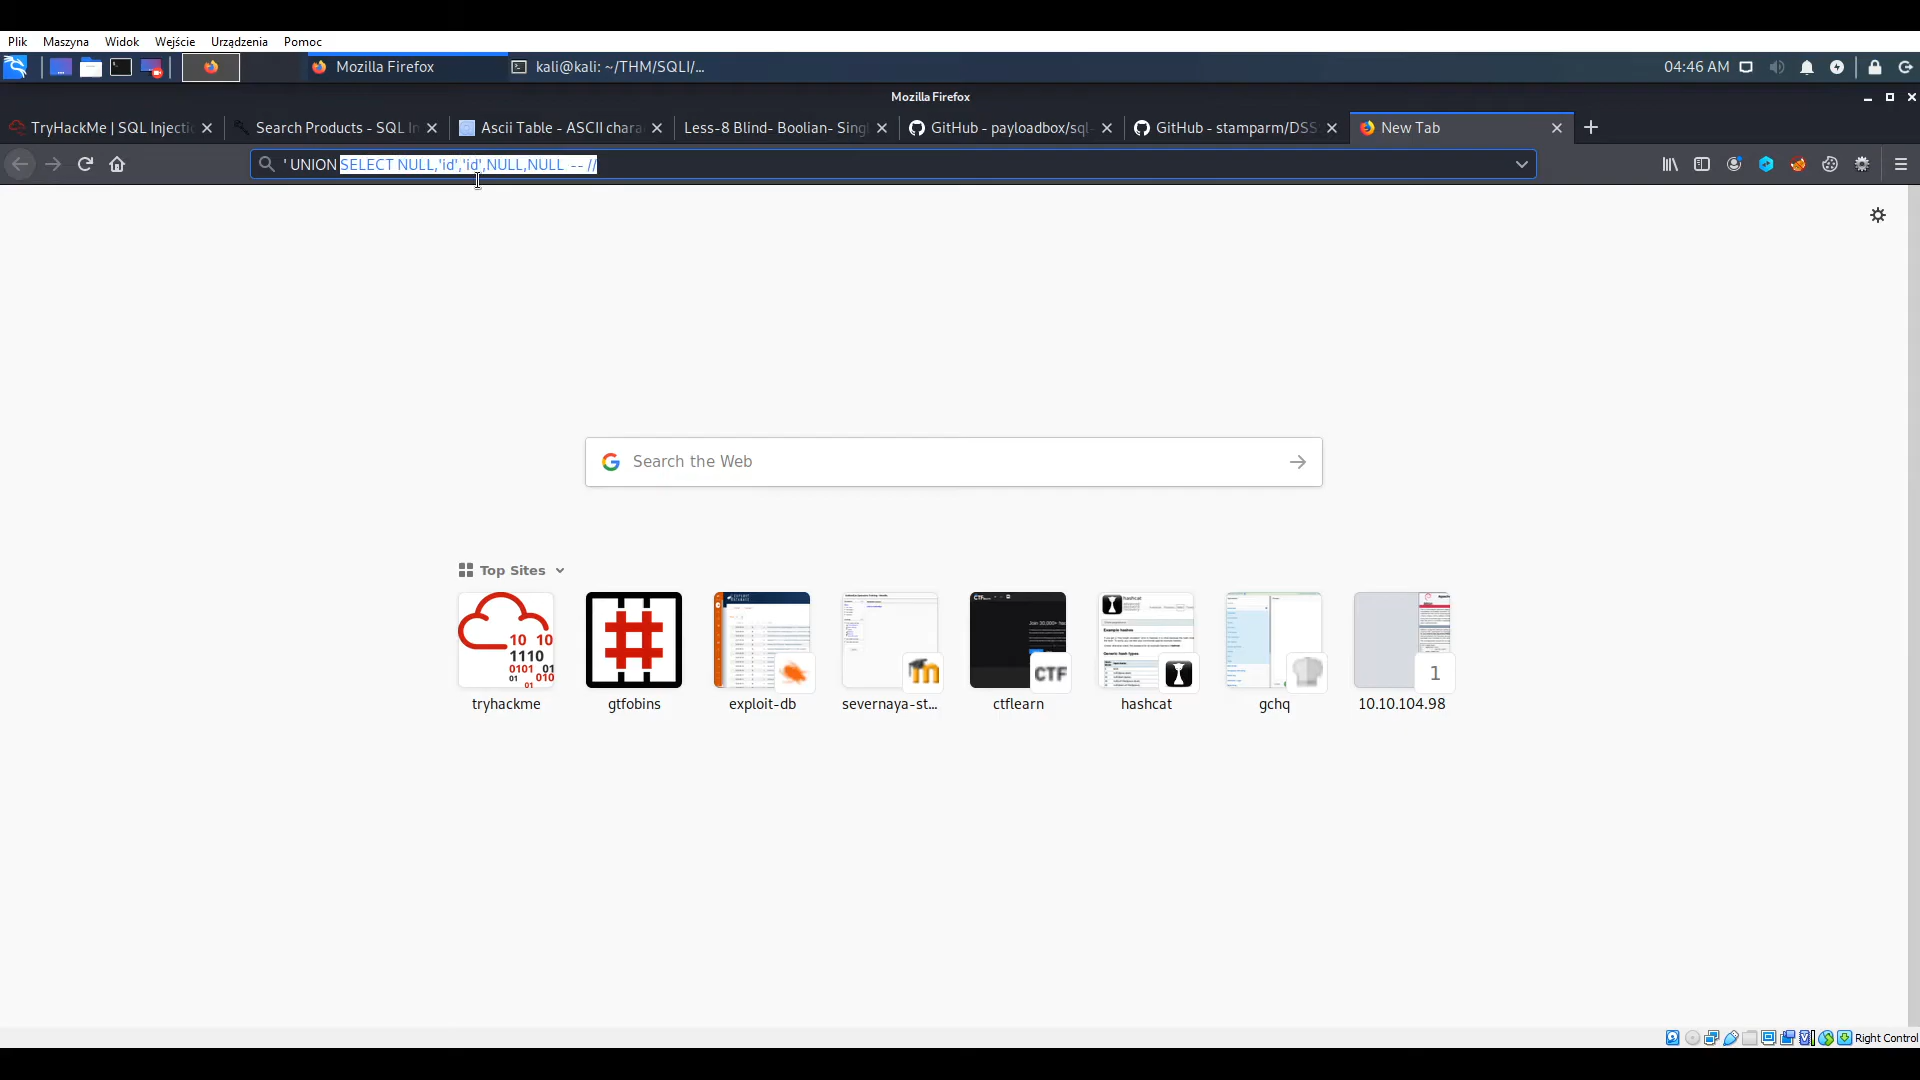 Plik Maszyna Widok Wejście Urządzenia Pomoc
Mozilla Firefox kali@kali: ~/THM/SQLI/... 04:46 AM
Mozilla Firefox
TryHackMe | SQL Injecti Search Products - SQL In Ascii Table - ASCII chara Less-8 Blind- Boolian- Sing GitHub - payloadbox/sql- GitHub - stamparm/DSS New Tab
' UNION SELECT NULL,'id','id',NULL,NULL -- //
Search the Web
Top Sites
10 10
1110
0101 01
01 010
01
CTF
1
tryhackme gtfobins exploit-db severnaya-st... ctflearn hashcat gchq 10.10.104.98
Right Control